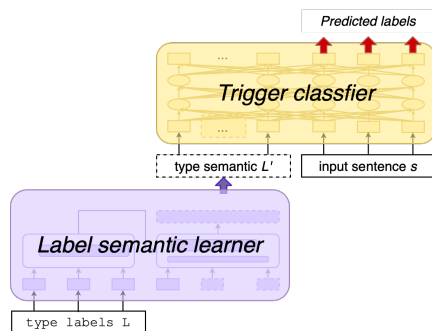 Predicted labels
...
Trigger classfier
...
type semantic L'
input sentence s
Label semantic learner
type labels L